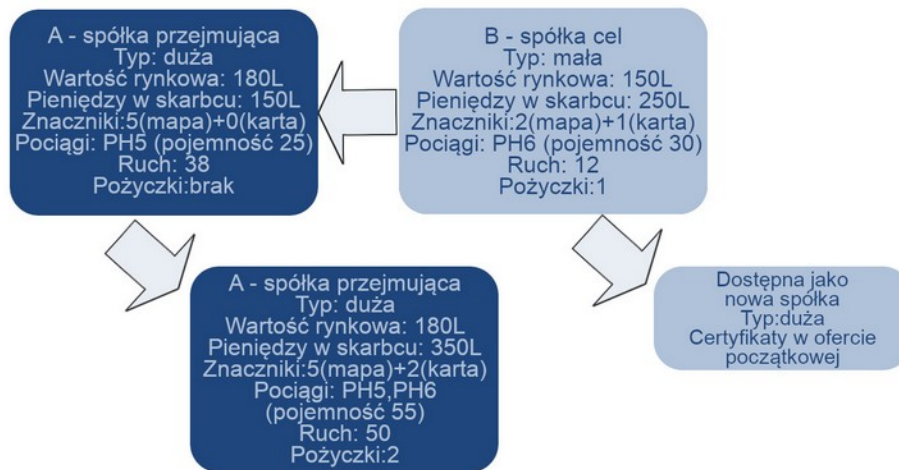 A - spółka przejmująca
Typ: duża
Wartość rynkowa: 180L
Pieniędzy w skarbcu: 150L
Znaczniki:5(mapa)+0(karta)
Pociągi: PH5 (pojemność 25)
Ruch: 38
Pożyczki:brak
B - spółka cel
Typ: mała
Wartość rynkowa: 150L
Pieniędzy w skarbcu: 250L
Znaczniki:2(mapa)+1(karta)
Pociągi: PH6 (pojemność 30)
Ruch: 12
Pożyczki:1
A - spółka przejmująca
Typ: duża
Wartość rynkowa: 180L
Pieniędzy w skarbcu: 350L
Znaczniki:5(mapa)+2(karta)
Pociągi: PH5,PH6
(pojemność 55)
Ruch: 50
Pożyczki:2
Dostępna jako
nowa spółka
Typ:duża
Certyfikaty w ofercie
początkowej